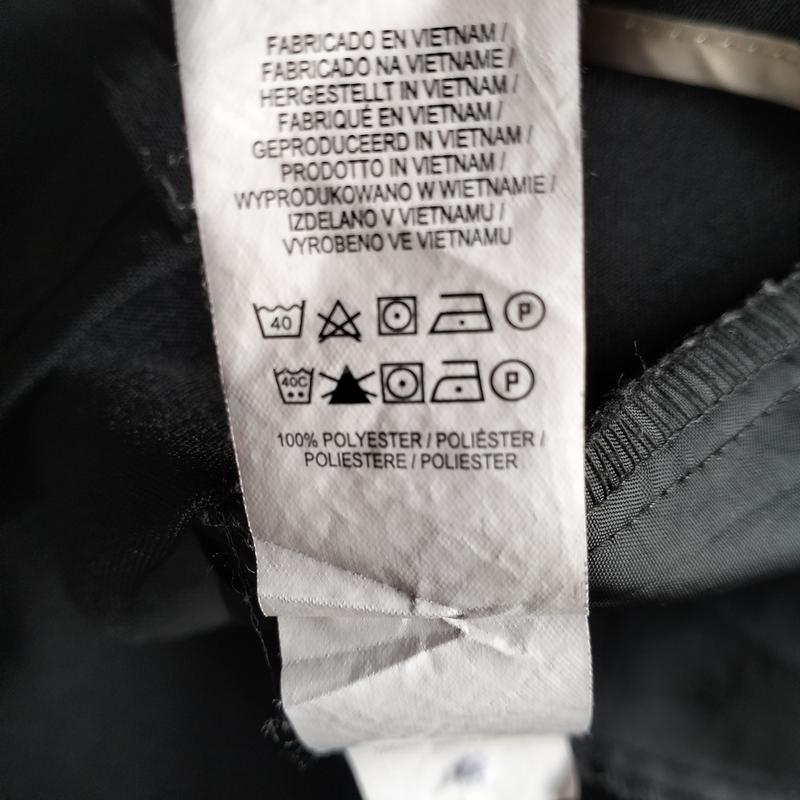 FABRICADO EN VIETNAM /
FABRICADO NA VIETNAME /
HERGESTELLT IN VIETNAM /
FABRIQUÉ EN VIETNAM /
GEPRODUCEERD IN VIETNAM /
PRODOTTO IN VIETNAM /
WYPRODUKOWANO W WIETNAMIE /
IZDELANO V VIETNAMU /
VYROBENO VE VIETNAMU
40 P
40C P
100% POLYESTER / POLIÉSTER /
POLIESTERE / POLIESTER